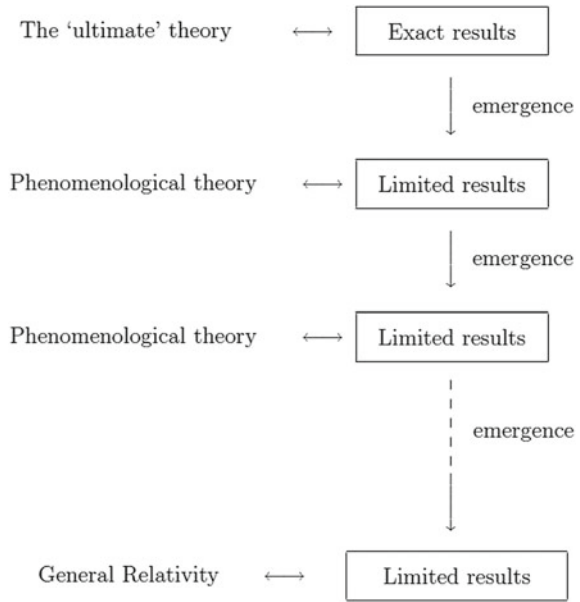 The ‘ultimate’ theory
Exact results
emergence
Phenomenological theory
Limited results
emergence
Phenomenological theory
Limited results
emergence
General Relativity
Limited results